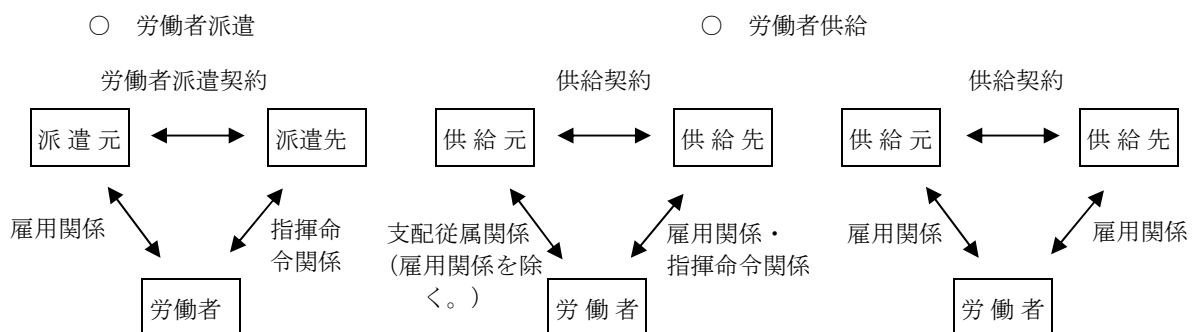 ○　労働者派遣
○　労働者供給
労働者派遣契約
供給契約
供給契約
派遣元
派遣先
供給元
供給先
供給元
供給先
雇用関係
指揮命
令関係
支配従属関係
(雇用関係を除
く。)
雇用関係・
指揮命令関係
雇用関係
雇用関係
労働者
労働者
労働者